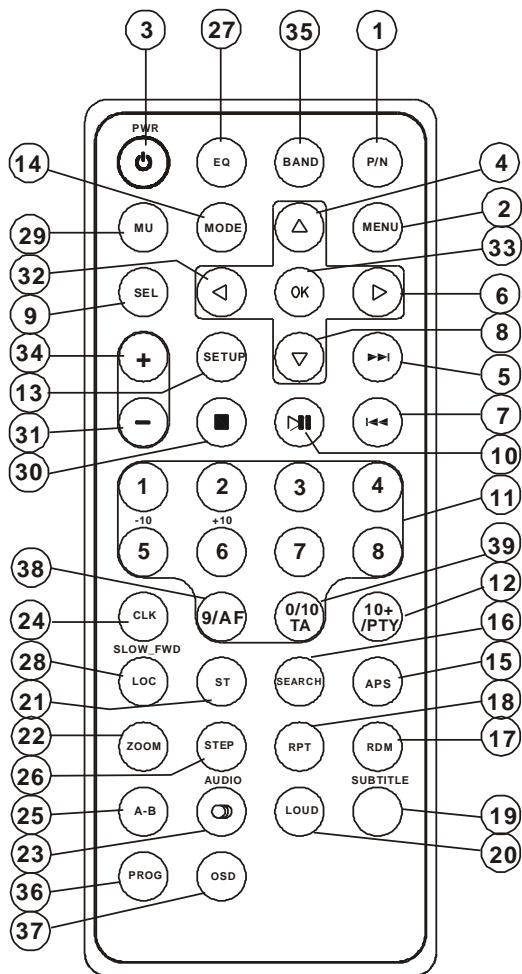 3 27 35 1
PWR
EQ BAND P/N
14 4
MU MODE MENU
29 2
32 33
SEL OK
9 6
34 8
+ SETUP
13 5
31 − 7
30 10
1 2 3 4
11
-10 +10
5 6 7 8
38 39
9/AF 0/10 TA 10+ /PTY
12
24 CLK 16
SLOW_FWD
28 LOC ST SEARCH APS 15
21 18
22 ZOOM STEP RPT RDM 17
26
AUDIO SUBTITLE
25 A-B LOUD 19
23 20
36 PROG OSD
37